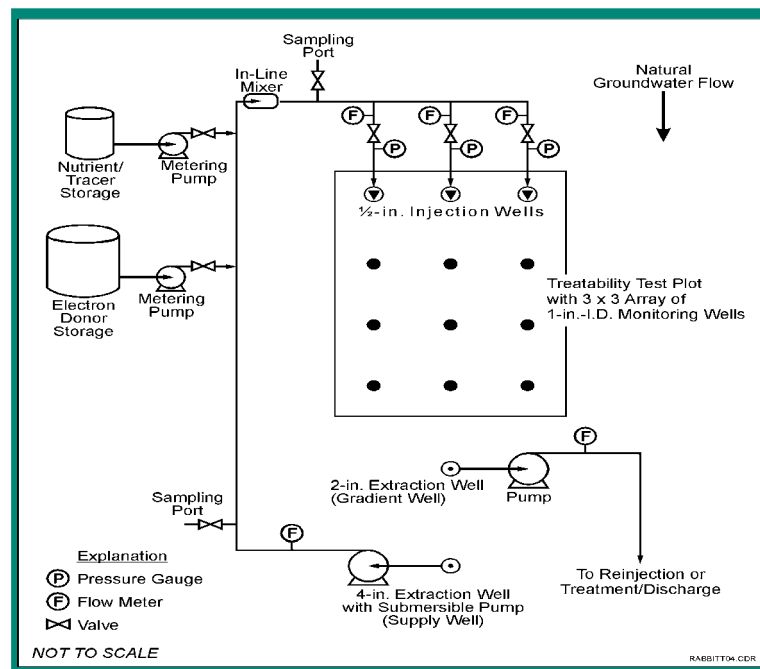 Sampling
Port
In-Line
Mixer
Natural
Groundwater Flow
F
F
F
P
P
P
Nutrient/
Tracer
Storage
Metering
Pump
½-in. Injection Wells
Electron
Donor
Storage
Metering
Pump
Treatability Test Plot
with 3 x 3 Array of
1-in.-I.D. Monitoring Wells
F
2-in. Extraction Well
(Gradient Well)
Pump
Sampling
Port
F
Explanation
P Pressure Gauge
F Flow Meter
Valve
4-in. Extraction Well
with Submersible Pump
(Supply Well)
To Reinjection or
Treatment/Discharge
NOT TO SCALE
RABBITT04.CDR